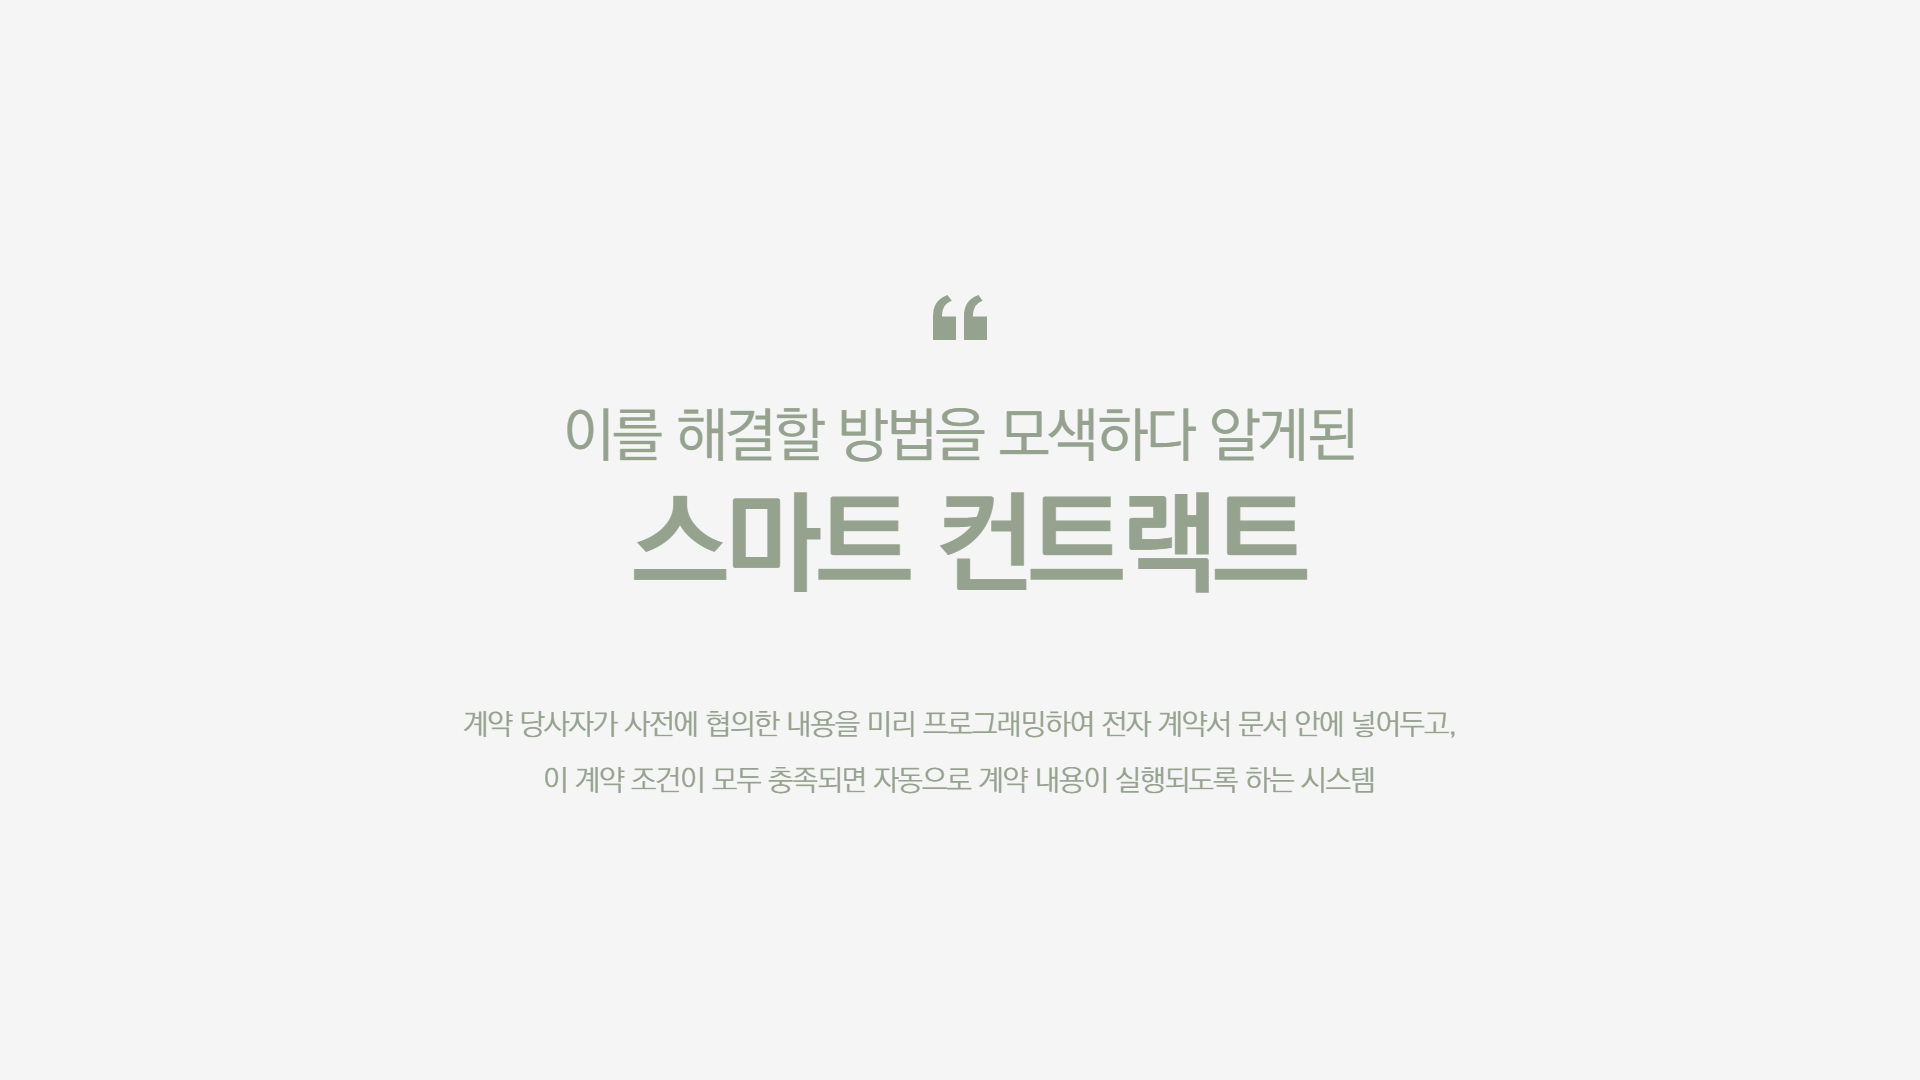 “
이를 해결할 방법을 모색하다 알게된
스마트 컨트랙트
계약 당사자가 사전에 협의한 내용을 미리 프로그래밍하여 전자 계약서 문서 안에 넣어두고,
이 계약 조건이 모두 충족되면 자동으로 계약 내용이 실행되도록 하는 시스템